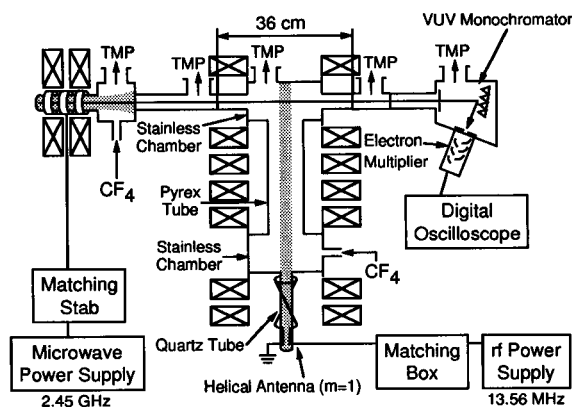 36 cm
VUV Monochromator
TMP
TMP
TMP
TMP
TMP
Stainless
Chamber
CF4
Pyrex
Tube
Stainless
Chamber
Electron
Multiplier
Digital
Oscilloscope
CF4
Matching
Stab
Quartz Tube
Microwave
Power Supply
2.45 GHz
Helical Antenna (m=1)
Matching
Box
rf Power
Supply
13.56 MHz